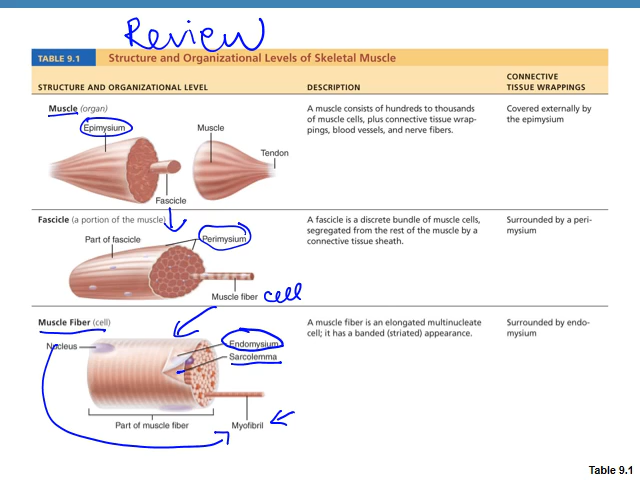 Review
TABLE 9.1 Structure and Organizational Levels of Skeletal Muscle
STRUCTURE AND ORGANIZATIONAL LEVEL
DESCRIPTION
CONNECTIVE
TISSUE WRAPPINGS
Muscle (organ)
Epimysium
Muscle
Tendon
Fascicle
A muscle consists of hundreds to thousands
of muscle cells, plus connective tissue wrap-
pings, blood vessels, and nerve fibers.
Covered externally by
the epimysium
Fascicle (a portion of the muscle)
Part of fascicle
Perimysium
Muscle fiber
cell
A fascicle is a discrete bundle of muscle cells,
segregated from the rest of the muscle by a
connective tissue sheath.
Surrounded by a peri-
mysium
Muscle Fiber (cell)
Nucleus
Endomysium
Sarcolemma
Part of muscle fiber
Myofibril
A muscle fiber is an elongated multinucleate
cell; it has a banded (striated) appearance.
Surrounded by endo-
mysium
Table 9.1